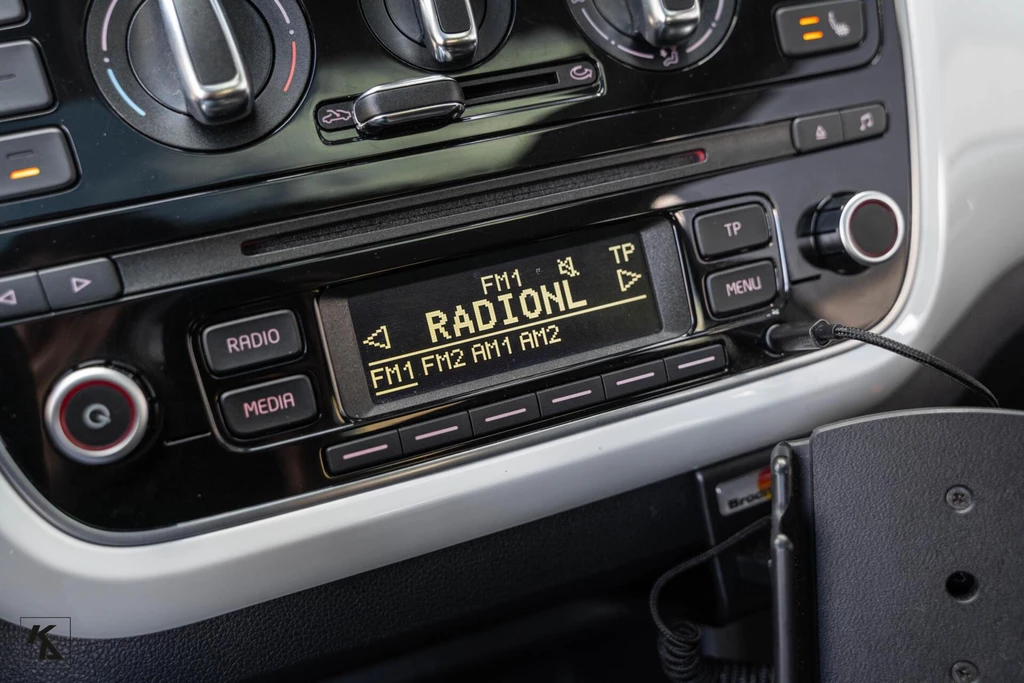 TP
FM1
RADIONL
FM1 FM2 AM1 AM2
TP
MENU
RADIO
MEDIA